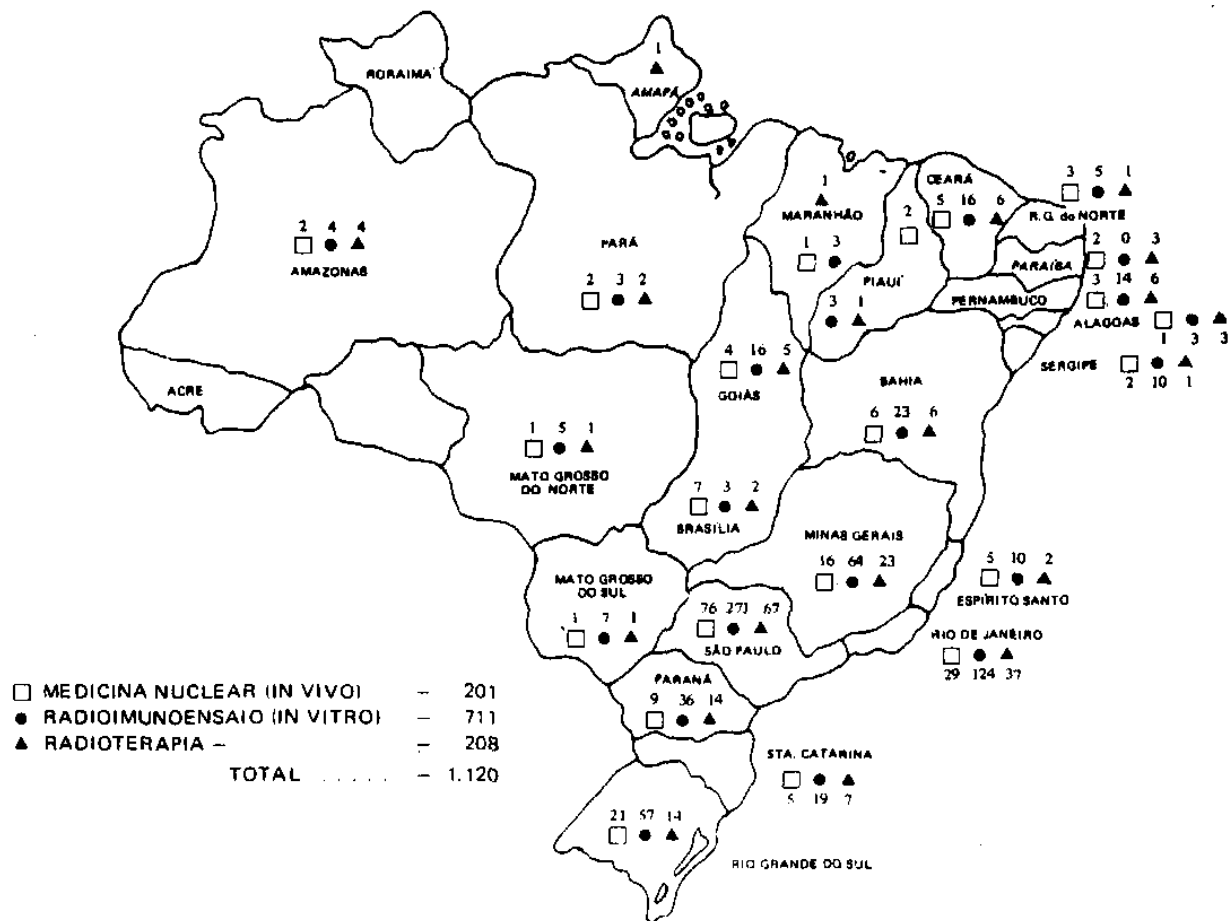 1
RORAIMA
AMAPÁ
CEARÁ
3 5 1
R.G. do NORTE
5 16 6
1
MARANHÃO
1 3
2
PIAUÍ
3 1
2 4 4
AMAZONAS
PARÁ
2 3 2
2 0 3
PARAÍBA
3 14 6
PERNAMBUCO
ALAGOAS
1 3 3
SERGIPE
2 10 1
4 16 5
GOIÁS
BAHIA
6 23 6
ACRE
1 5 1
MATO GROSSO
DO NORTE
7 3 2
BRASÍLIA
MINAS GERAIS
16 64 23
5 10 2
ESPÍRITO SANTO
MATO GROSSO
DO SUL
1 7 1
76 271 67
SÃO PAULO
RIO DE JANEIRO
29 124 37
PARANÁ
9 36 14
MEDICINA NUCLEAR (IN VIVO) – 201
RADIOIMUNOENSAIO (IN VITRO) – 711
RADIOTERAPIA – – 208
TOTAL ..... – 1.120
STA. CATARINA
5 19 7
21 57 14
RIO GRANDE DO SUL